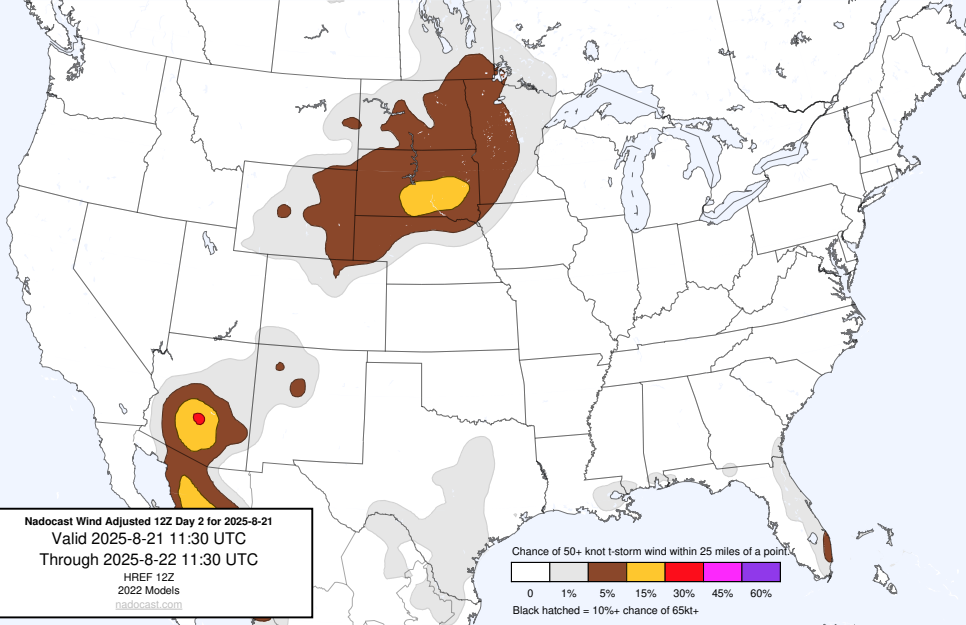 Nadocast Wind Adjusted 12Z Day 2 for 2025-8-21
Valid 2025-8-21 11:30 UTC
Through 2025-8-22 11:30 UTC
HREF 12Z
2022 Models
nadocast.com
Chance of 50+ knot t-storm wind within 25 miles of a point.
0 1% 5% 15% 30% 45% 60%
Black hatched = 10%+ chance of 65kt+